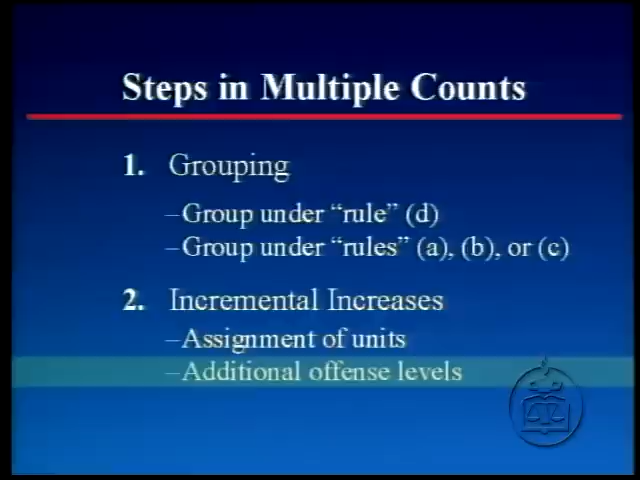 Steps in Multiple Counts
1. Grouping
–Group under “rule” (d)
–Group under “rules” (a), (b), or (c)
2. Incremental Increases
–Assignment of units
–Additional offense levels